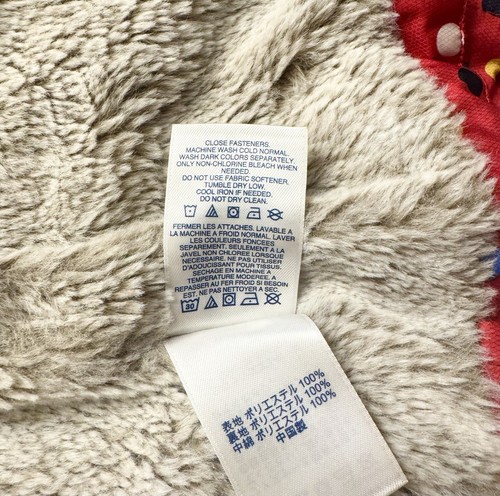 CLOSE FASTENERS.
MACHINE WASH COLD NORMAL.
WASH DARK COLORS SEPARATELY.
ONLY NON-CHLORINE BLEACH WHEN
NEEDED.
DO NOT USE FABRIC SOFTENER.
TUMBLE DRY LOW.
COOL IRON IF NEEDED.
DO NOT DRY CLEAN.
FERMER LES ATTACHES. LAVABLE A
LA MACHINE A FROID NORMAL. LAVER
LES COULEURS FONCEES
SEPAREMENT. SEULEMENT A LA
JAVEL NON CHLOREE LORSQUE
NECESSAIRE. NE PAS UTILISER
D'ADOUCISSANT POUR TISSUS.
SECHAGE EN MACHINE A
TEMPERATURE MODEREE. A
REPASSER AU FER FROID SI BESOIN
EST. NE PAS NETTOYER A SEC.
30
表地 ポリエステル 100%
裏地 ポリエステル 100%
中綿 ポリエステル 100%
中国製